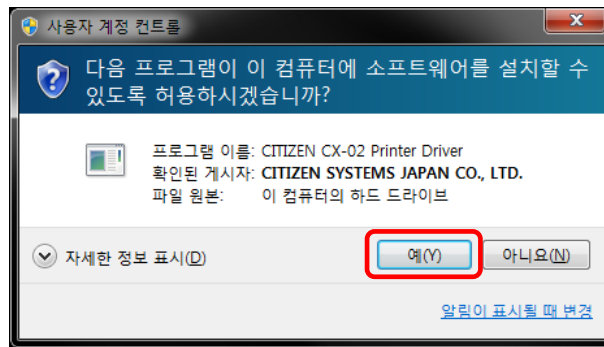 사용자 계정 컨트롤
다음 프로그램이 이 컴퓨터에 소프트웨어를 설치할 수
있도록 허용하시겠습니까?
프로그램 이름: CITIZEN CX-02 Printer Driver
확인된 게시자: CITIZEN SYSTEMS JAPAN CO., LTD.
파일 원본: 이 컴퓨터의 하드 드라이브
자세한 정보 표시(D) 예(Y) 아니요(N)
알림이 표시될 때 변경